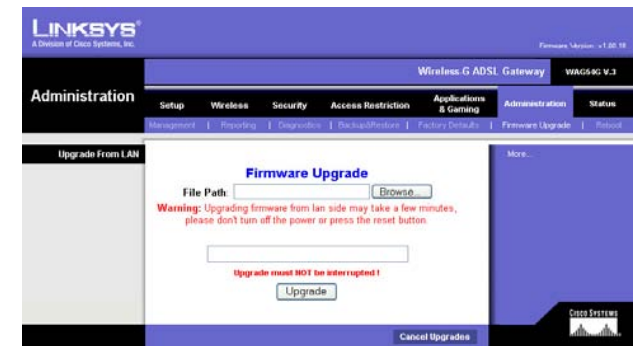 LINKSYS®
A Division of Cisco Systems, Inc.
Firmware Version: v1.00.18
Wireless-G ADSL Gateway WAG54G V.3
Administration
Setup Wireless Security Access Restriction Applications & Gaming Administration Status
Management | Reporting | Diagnostics | Backup&Restore | Factory Defaults | Firmware Upgrade | Reboot
Upgrade From LAN
More...
Firmware Upgrade
File Path: Browse...
Warning: Upgrading firmware from lan side may take a few minutes,
please don't turn off the power or press the reset button.
Upgrade must NOT be interrupted !
Upgrade
CISCO SYSTEMS
Cancel Upgrades